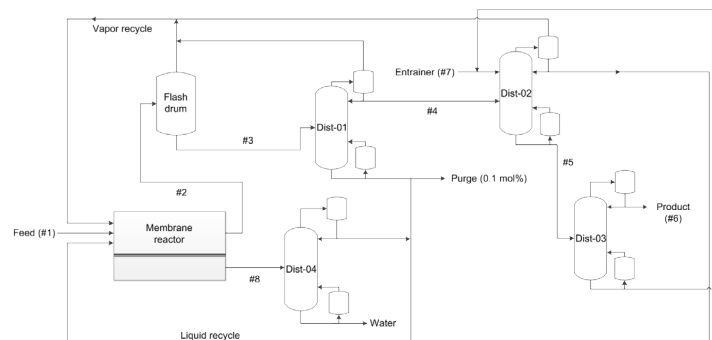 Vapor recycle
Entrainer (#7)
Flash
drum
Dist-02
#3
Dist-01
#4
#5
Purge (0.1 mol%)
#2
Product
(#6)
Feed (#1)
Membrane
reactor
Dist-03
Dist-04
#8
Water
Liquid recycle